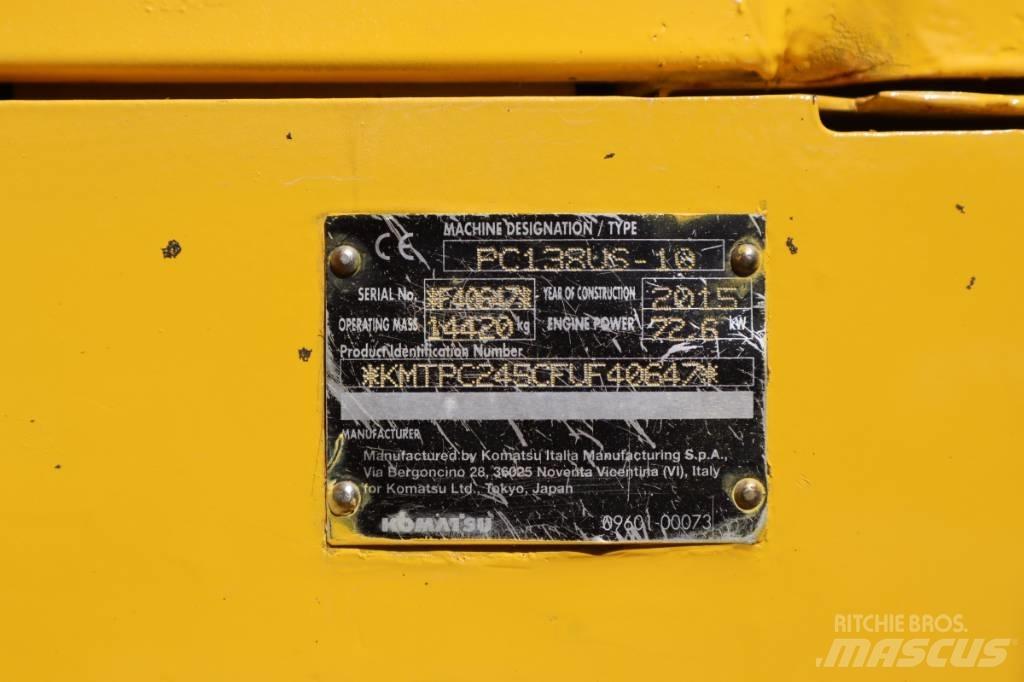 CE
MACHINE DESIGNATION / TYPE
PC138US-10
SERIAL No. *F40647* YEAR OF CONSTRUCTION 2015
OPERATING MASS 14420 kg ENGINE POWER 72,6 kW
Product Identification Number
*KMTPC245CFUF40647*
MANUFACTURER
Manufactured by Komatsu Italia Manufacturing S.p.A.,
Via Bergoncino 28, 36025 Noventa Vicentina (VI), Italy
for Komatsu Ltd., Tokyo, Japan
KOMATSU 09601-00073
RITCHIE BROS.
MASCUS